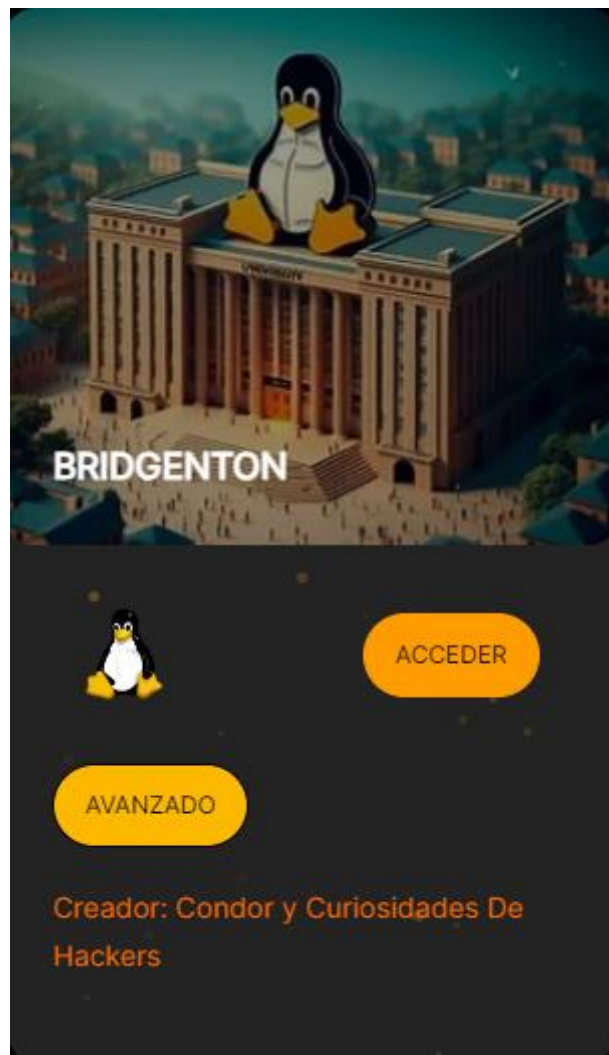 BRIDGENTON
ACCEDER
AVANZADO
Creador: Condor y Curiosidades De
Hackers